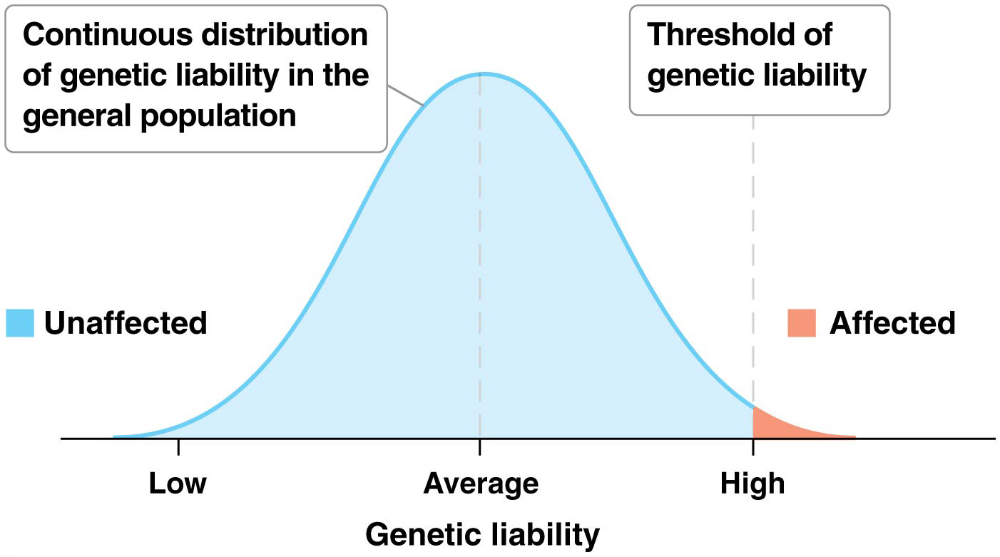 Continuous distribution
of genetic liability in the
general population
Threshold of
genetic liability
Unaffected
Affected
Low
Average
High
Genetic liability